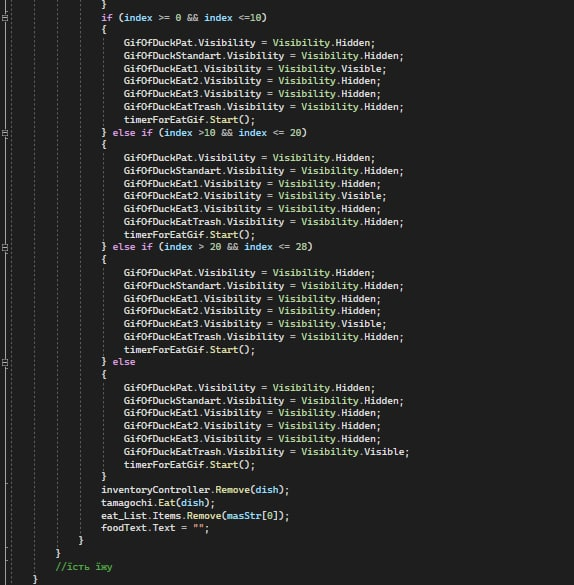 }
if (index >= 0 && index <=10)
{
GifOfDuckPat.Visibility = Visibility.Hidden;
GifOfDuckStandart.Visibility = Visibility.Hidden;
GifOfDuckEat1.Visibility = Visibility.Visible;
GifOfDuckEat2.Visibility = Visibility.Hidden;
GifOfDuckEat3.Visibility = Visibility.Hidden;
GifOfDuckEatTrash.Visibility = Visibility.Hidden;
timerForEatGif.Start();
} else if (index >10 && index <= 20)
{
GifOfDuckPat.Visibility = Visibility.Hidden;
GifOfDuckStandart.Visibility = Visibility.Hidden;
GifOfDuckEat1.Visibility = Visibility.Hidden;
GifOfDuckEat2.Visibility = Visibility.Visible;
GifOfDuckEat3.Visibility = Visibility.Hidden;
GifOfDuckEatTrash.Visibility = Visibility.Hidden;
timerForEatGif.Start();
} else if (index > 20 && index <= 28)
{
GifOfDuckPat.Visibility = Visibility.Hidden;
GifOfDuckStandart.Visibility = Visibility.Hidden;
GifOfDuckEat1.Visibility = Visibility.Hidden;
GifOfDuckEat2.Visibility = Visibility.Hidden;
GifOfDuckEat3.Visibility = Visibility.Visible;
GifOfDuckEatTrash.Visibility = Visibility.Hidden;
timerForEatGif.Start();
} else
{
GifOfDuckPat.Visibility = Visibility.Hidden;
GifOfDuckStandart.Visibility = Visibility.Hidden;
GifOfDuckEat1.Visibility = Visibility.Hidden;
GifOfDuckEat2.Visibility = Visibility.Hidden;
GifOfDuckEat3.Visibility = Visibility.Hidden;
GifOfDuckEatTrash.Visibility = Visibility.Visible;
timerForEatGif.Start();
}
inventoryController.Remove(dish);
tamagochi.Eat(dish);
eat_List.Items.Remove(masStr[0]);
foodText.Text = "";
}
}
//їсть їжу
}